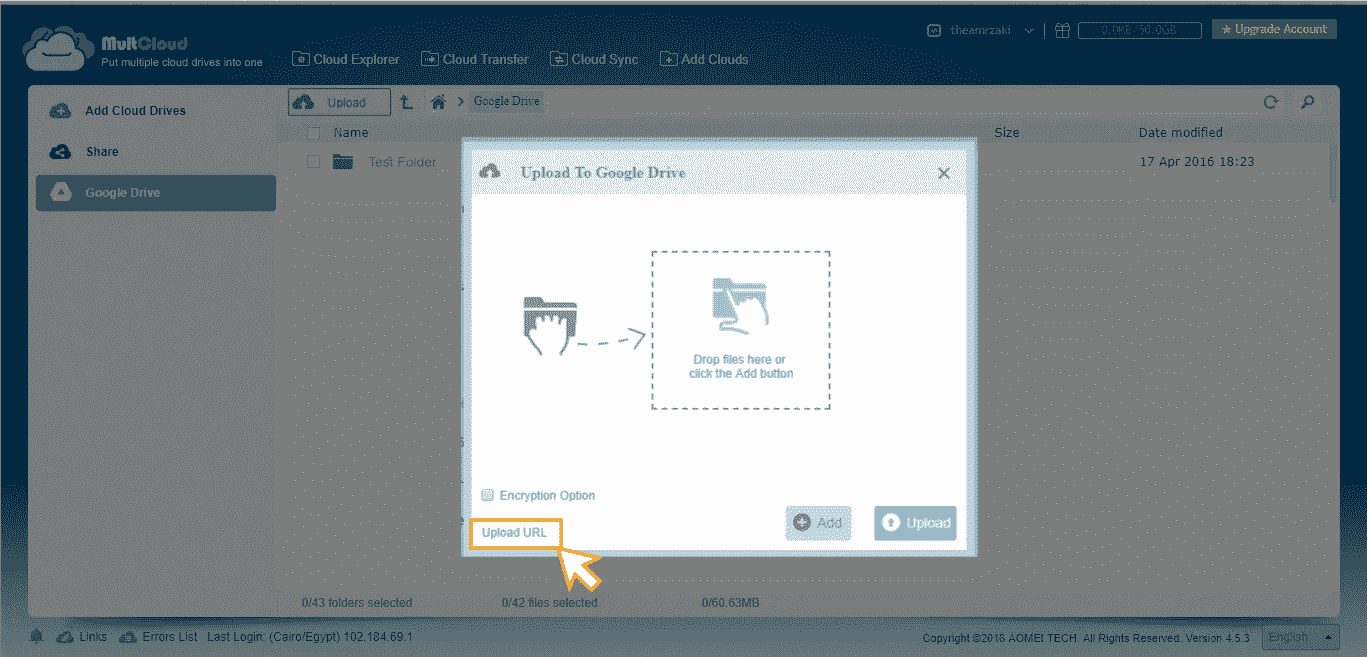 MultCloud
Put multiple cloud drives into one
Cloud Explorer
Cloud Transfer
Cloud Sync
Add Clouds
theamrzaki
0.0KB/50.0GB
Upgrade Account
Add Cloud Drives
Share
Google Drive
Upload
Google Drive
Name
Size
Date modified
Test Folder
17 Apr 2016 18:23
Upload To Google Drive
Drop files here or
click the Add button
Encryption Option
Upload URL
Add
Upload
0/43 folders selected
0/42 files selected
0/60.63MB
Links
Errors List
Last Login: (Cairo/Egypt) 102.184.69.1
Copyright ©2018 AOMEI TECH. All Rights Reserved. Version 4.5.3
English